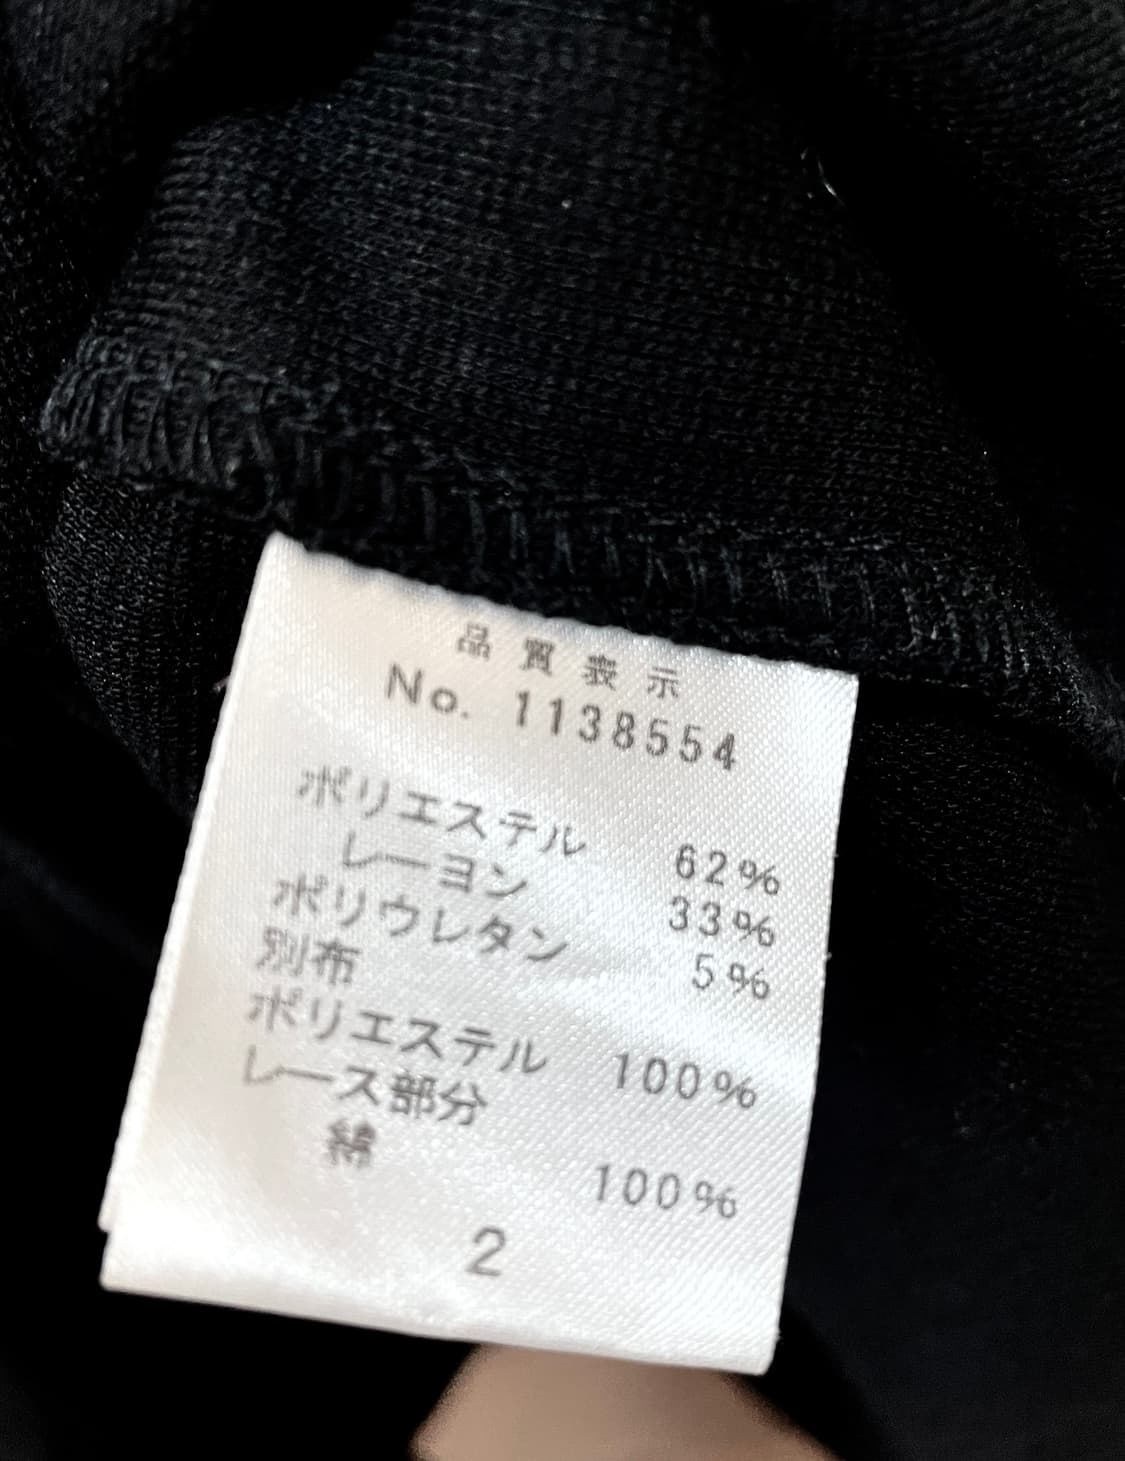 品質表示
No. 1138554
ポリエステル 62%
レーヨン 33%
ポリウレタン 5%
別布
ポリエステル 100%
レース部分
綿 100%
2